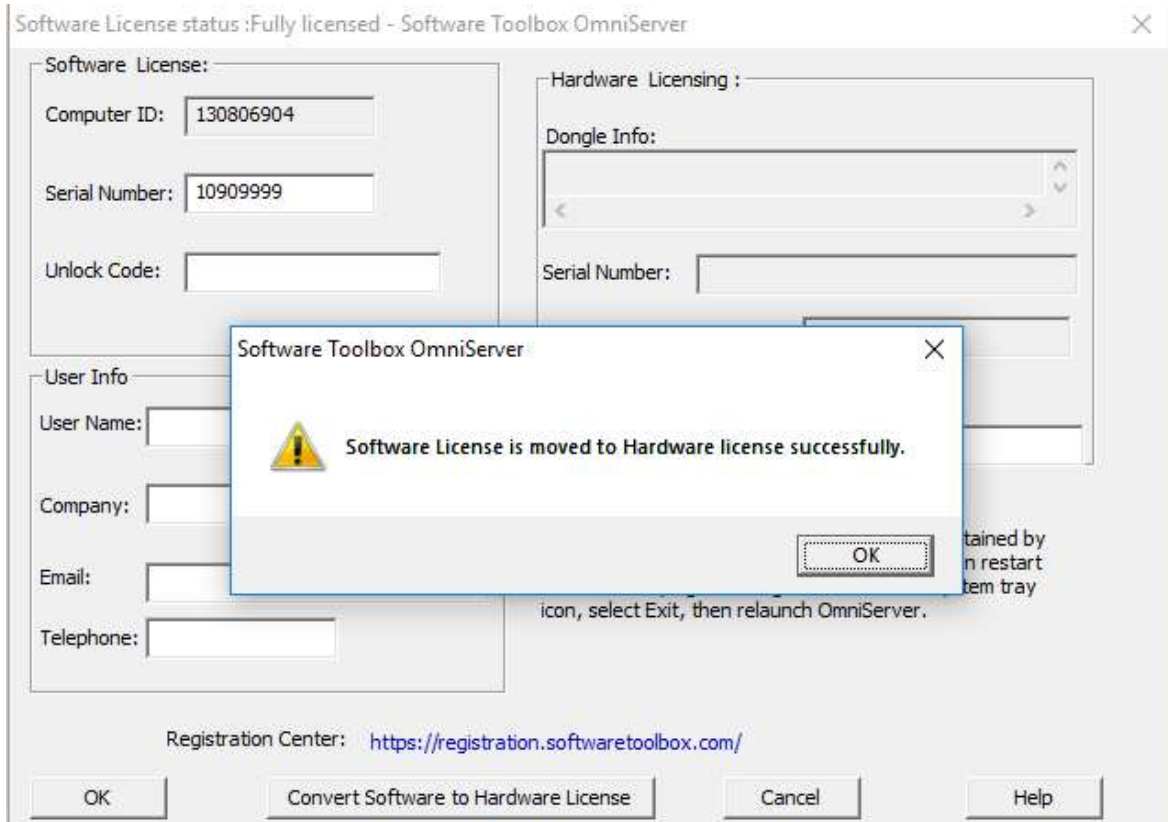 Software License status :Fully licensed - Software Toolbox OmniServer
Software License:
Computer ID: 130806904
Serial Number: 10909999
Unlock Code:
Hardware Licensing :
Dongle Info:
Serial Number:
Software Toolbox OmniServer
Software License is moved to Hardware license successfully.
OK
User Info
User Name:
Company:
Email:
Telephone:
tained by
n restart
tem tray
icon, select Exit, then relaunch OmniServer.
Registration Center: https://registration.softwaretoolbox.com/
OK
Convert Software to Hardware License
Cancel
Help